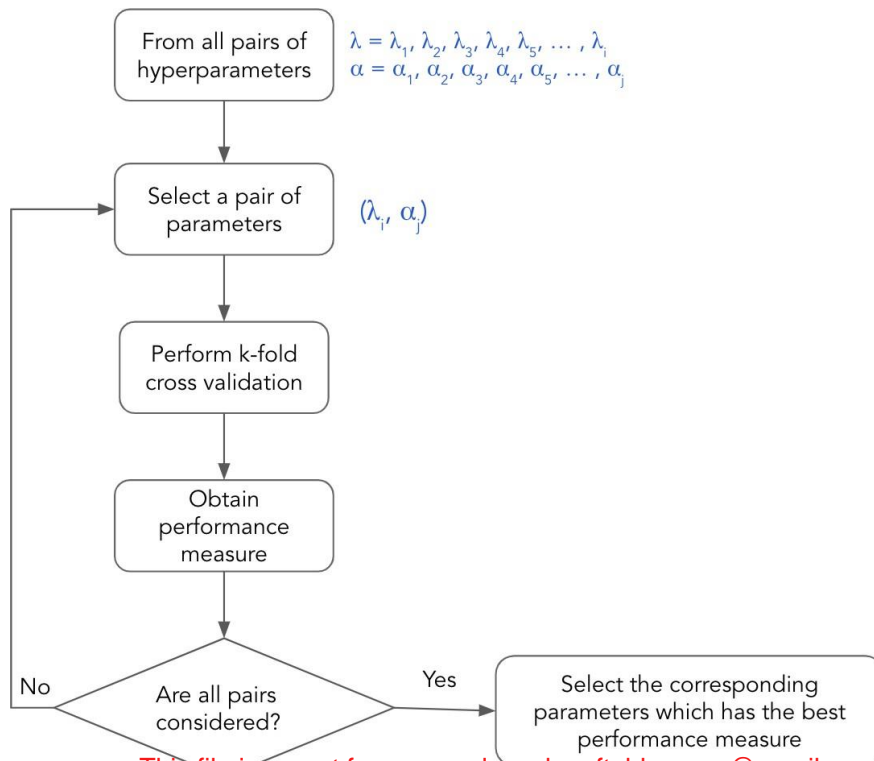 From all pairs of
hyperparameters
λ = λ₁, λ₂, λ₃, λ₄, λ₅, … , λᵢ
α = α₁, α₂, α₃, α₄, α₅, … , αⱼ
Select a pair of
parameters
(λᵢ, αⱼ)
Perform k-fold
cross validation
Obtain
performance
measure
Are all pairs
considered?
No
Yes
Select the corresponding
parameters which has the best
performance measure